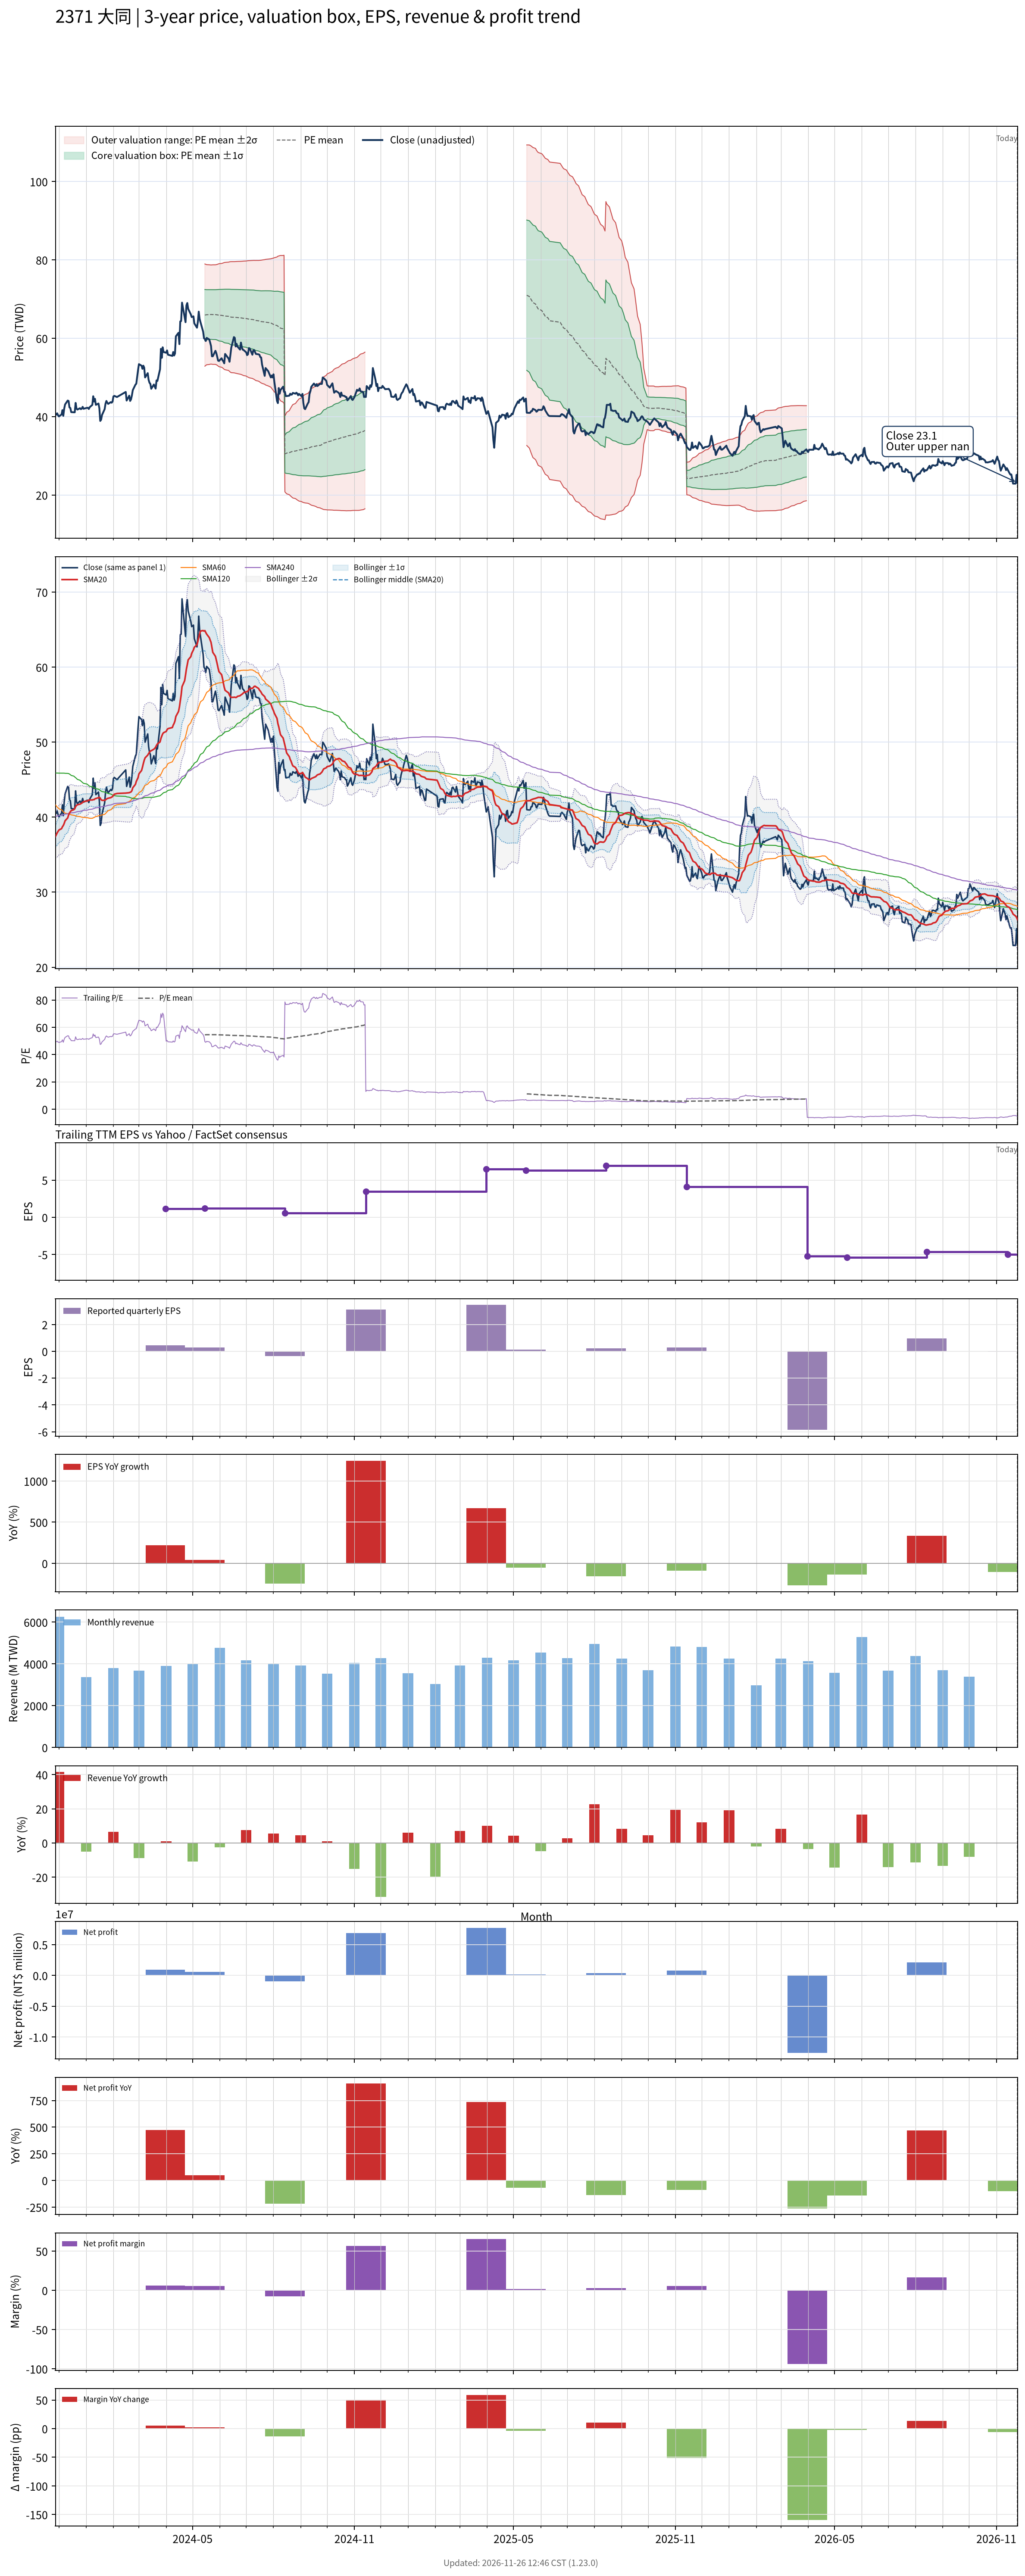 2371 大同 | 3-year price, valuation box, EPS, revenue & profit trend
Outer valuation range: PE mean ±2σ
PE mean
Close (unadjusted)
Core valuation box: PE mean ±1σ
Today
100
80
60
40
20
Price (TWD)
Close 23.1
Outer upper nan
Close (same as panel 1)
SMA60
SMA240
Bollinger ±1σ
SMA20
SMA120
Bollinger ±2σ
Bollinger middle (SMA20)
70
60
50
40
30
20
Price
Trailing P/E
P/E mean
80
60
40
20
0
P/E
Trailing TTM EPS vs Yahoo / FactSet consensus
Today
5
0
-5
EPS
Reported quarterly EPS
2
0
-2
-4
-6
EPS
EPS YoY growth
1000
500
0
YoY (%)
Monthly revenue
6000
4000
2000
0
Revenue (M TWD)
Revenue YoY growth
40
20
0
-20
YoY (%)
Month
1e7
Net profit
0.5
0.0
-0.5
-1.0
Net profit (NT$ million)
Net profit YoY
750
500
250
0
-250
YoY (%)
Net profit margin
50
0
-50
-100
Margin (%)
Margin YoY change
50
0
-50
-100
-150
Δ margin (pp)
2024-05
2024-11
2025-05
2025-11
2026-05
2026-11
Updated: 2026-11-26 12:46 CST (1.23.0)